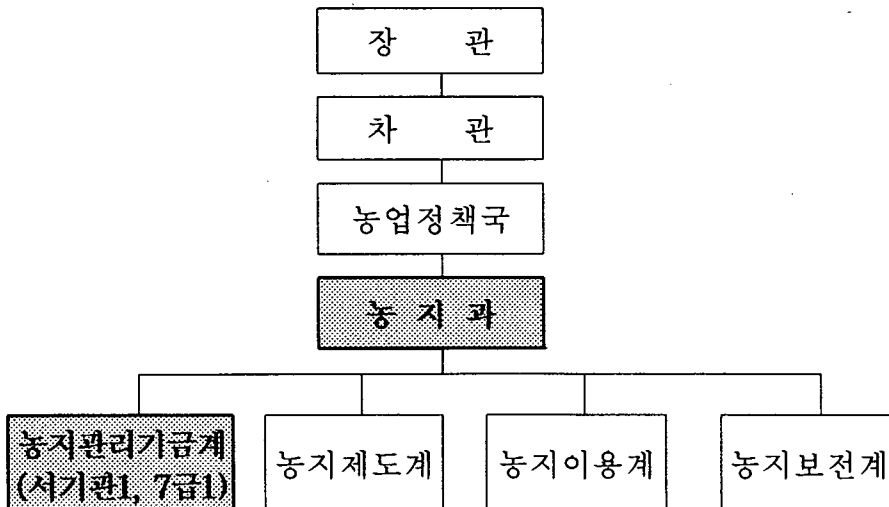 장 관
차 관
농업정책국
농 지 과
농지관리기금계
(서기관1, 7급1)
농지제도계
농지이용계
농지보전계